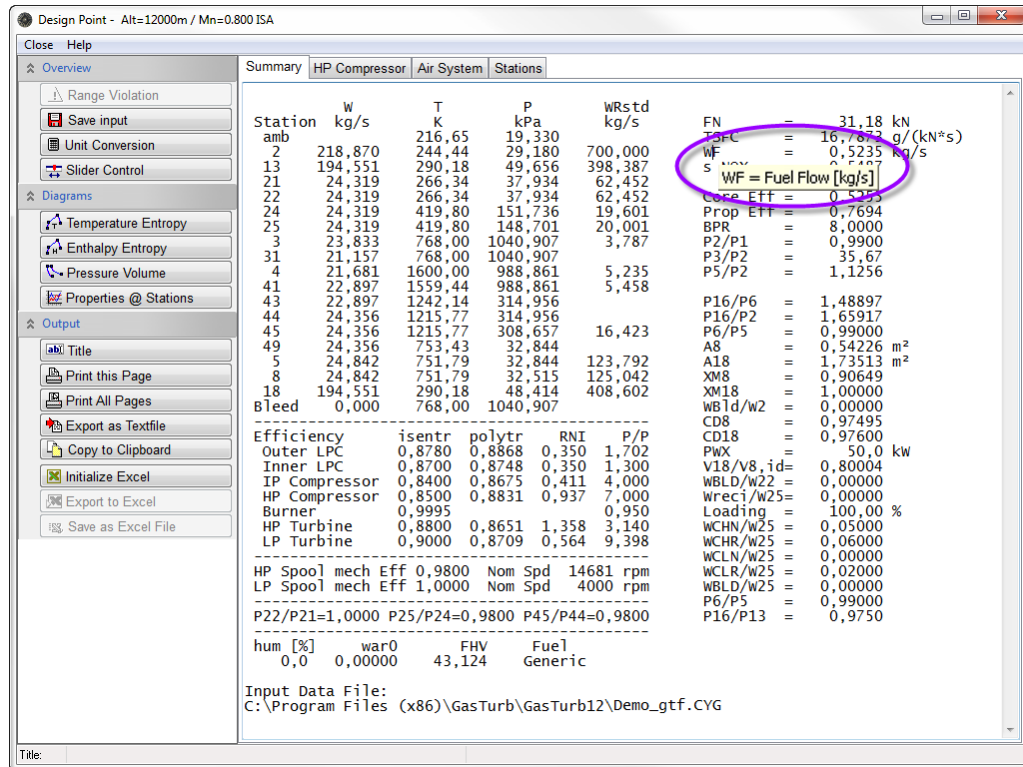 Design Point - Alt=12000m / Mn=0.800 ISA
Close Help
Overview
Range Violation
Save input
Unit Conversion
Slider Control
Diagrams
Temperature Entropy
Enthalpy Entropy
Pressure Volume
Properties @ Stations
Output
Title
Print this Page
Print All Pages
Export as Textfile
Copy to Clipboard
Initialize Excel
Export to Excel
Save as Excel File
Summary HP Compressor Air System Stations
W T P WRstd
Station kg/s K kPa kg/s FN = 31,18 kN
amb 216,65 19,330 TSFC = 16,7873 g/(kN*s)
2 218,870 244,44 29,180 700,000 WF = 0,5235 kg/s
13 194,551 290,18 49,656 398,387 s NOX
WF = Fuel Flow [kg/s]
21 24,319 266,34 37,934 62,452
22 24,319 266,34 37,934 62,452 Core Eff =
24 24,319 419,80 151,736 19,601 Prop Eff = 0,7694
25 24,319 419,80 148,701 20,001 BPR = 8,0000
3 23,833 768,00 1040,907 3,787 P2/P1 = 0,9900
31 21,157 768,00 1040,907 P3/P2 = 35,67
4 21,681 1600,00 988,861 5,235 P5/P2 = 1,1256
41 22,897 1559,44 988,861 5,458
43 22,897 1242,14 314,956 P16/P6 = 1,48897
44 24,356 1215,77 314,956 P16/P2 = 1,65917
45 24,356 1215,77 308,657 16,423 P6/P5 = 0,99000
49 24,356 753,43 32,844 A8 = 0,54226 m²
5 24,842 751,79 32,844 123,792 A18 = 1,73513 m²
8 24,842 751,79 32,515 125,042 XM8 = 0,90649
18 194,551 290,18 48,414 408,602 XM18 = 1,00000
Bleed 0,000 768,00 1040,907 WBld/W2 = 0,00000
---------------------------------------------------- CD8 = 0,97495
Efficiency isentr polytr RNI P/P CD18 = 0,97600
Outer LPC 0,8780 0,8868 0,350 1,702 PWX = 50,0 kW
Inner LPC 0,8700 0,8748 0,350 1,300 V18/V8,id= 0,80004
IP Compressor 0,8400 0,8675 0,411 4,000 WBLD/W22 = 0,00000
HP Compressor 0,8500 0,8831 0,937 7,000 Wreci/W25= 0,00000
Burner 0,9995 0,950 Loading = 100,00 %
HP Turbine 0,8800 0,8651 1,358 3,140 WCHN/W25 = 0,05000
LP Turbine 0,9000 0,8709 0,564 9,398 WCHR/W25 = 0,06000
---------------------------------------------------- WCLN/W25 = 0,00000
HP Spool mech Eff 0,9800 Nom Spd 14681 rpm WCLR/W25 = 0,02000
LP Spool mech Eff 1,0000 Nom Spd 4000 rpm WBLD/W25 = 0,00000
---------------------------------------------------- P6/P5 = 0,99000
P22/P21=1,0000 P25/P24=0,9800 P45/P44=0,9800 P16/P13 = 0,9750
----------------------------------------------------
hum [%] war0 FHV Fuel
0,0 0,00000 43,124 Generic
Input Data File:
C:\Program Files (x86)\GasTurb\GasTurb12\Demo_gtf.CYG
Title: